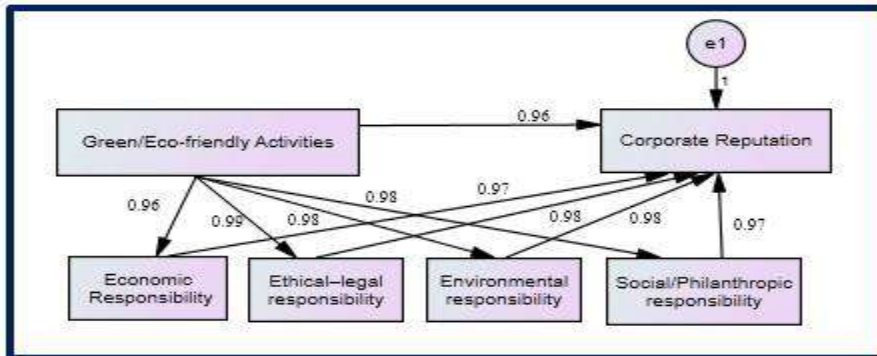 e1
1
Green/Eco-friendly Activities
0.96
Corporate Reputation
0.96
0.99
0.98
0.97
0.98
0.98
0.98
0.97
Economic
Responsibility
Ethical–legal
responsibility
Environmental
responsibility
Social/Philanthropic
responsibility